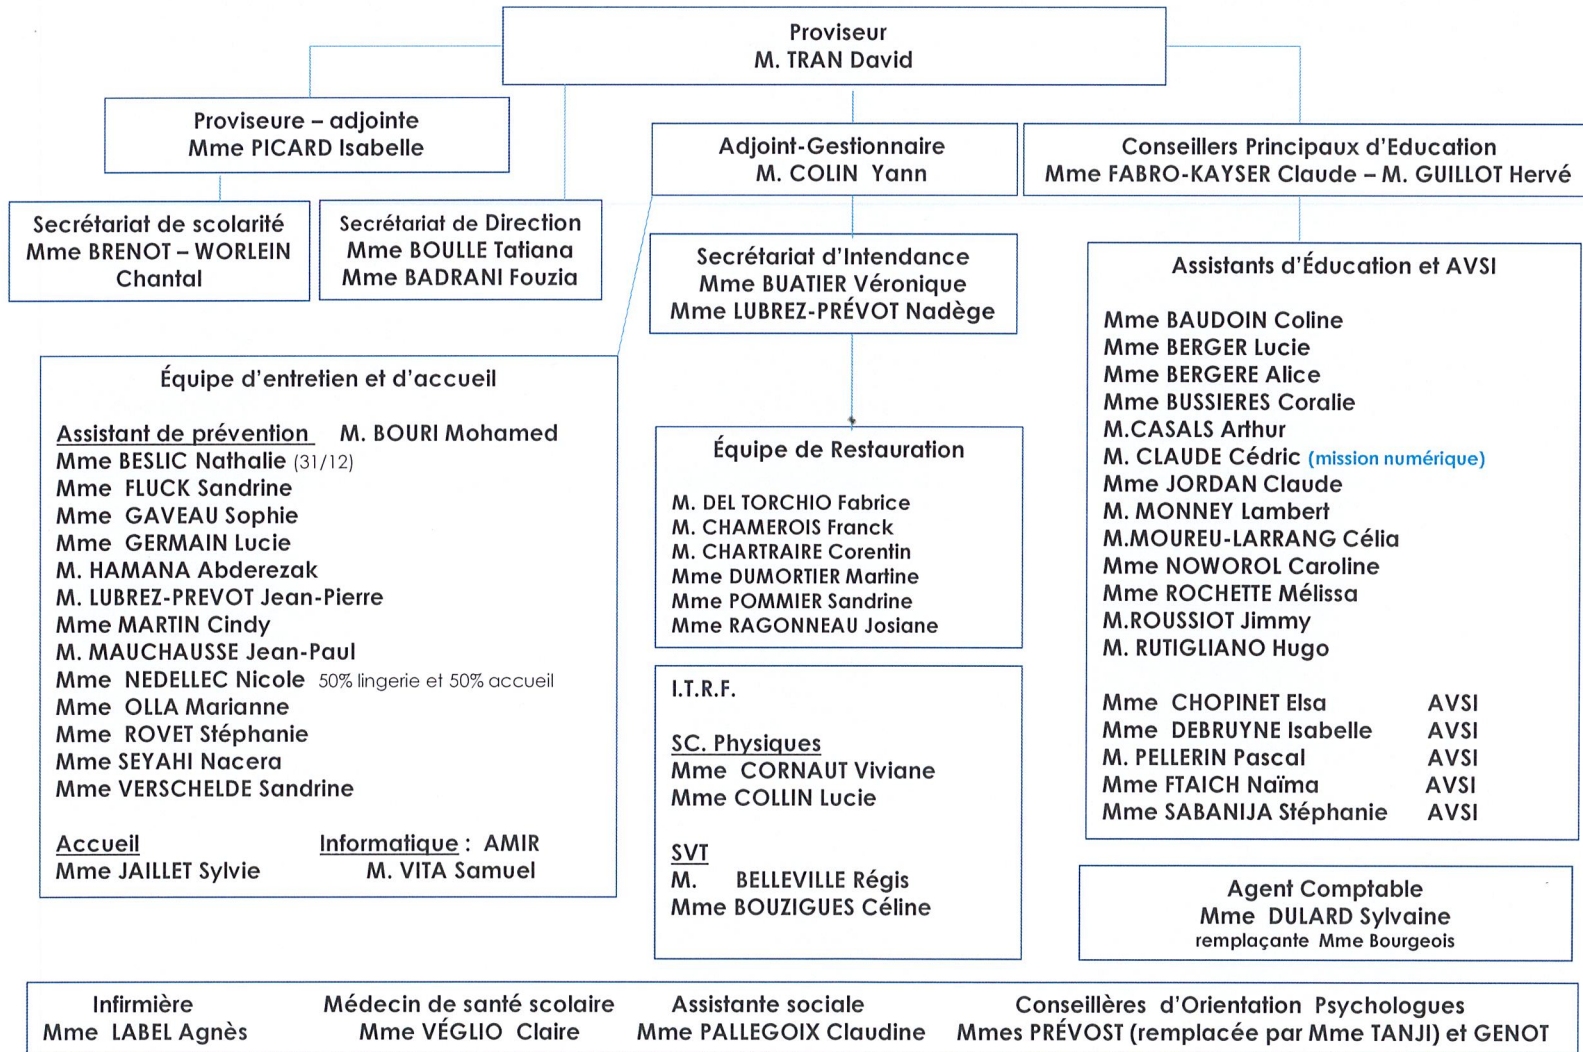 Proviseur
M. TRAN David
Proviseure – adjointe
Mme PICARD Isabelle
Adjoint-Gestionnaire
M. COLIN Yann
Conseillers Principaux d'Education
Mme FABRO-KAYSER Claude – M. GUILLOT Hervé
Secrétariat de scolarité
Mme BRENOT – WORLEIN
Chantal
Secrétariat de Direction
Mme BOULLE Tatiana
Mme BADRANI Fouzia
Secrétariat d'Intendance
Mme BUATIER Véronique
Mme LUBREZ-PRÉVOT Nadège
Assistants d'Éducation et AVSI
Mme BAUDOIN Coline
Mme BERGER Lucie
Mme BERGERE Alice
Mme BUSSIERES Coralie
M.CASALS Arthur
M. CLAUDE Cédric (mission numérique)
Mme JORDAN Claude
M. MONNEY Lambert
M.MOUREU-LARRANG Célia
Mme NOWOROL Caroline
Mme ROCHETTE Mélissa
M.ROUSSIOT Jimmy
M. RUTIGLIANO Hugo
Mme CHOPINET Elsa AVSI
Mme DEBRUYNE Isabelle AVSI
M. PELLERIN Pascal AVSI
Mme FTAICH Naïma AVSI
Mme SABANIJA Stéphanie AVSI
Équipe d'entretien et d'accueil
Assistant de prévention M. BOURI Mohamed
Mme BESLIC Nathalie (31/12)
Mme FLUCK Sandrine
Mme GAVEAU Sophie
Mme GERMAIN Lucie
M. HAMANA Abderezak
M. LUBREZ-PREVOT Jean-Pierre
Mme MARTIN Cindy
M. MAUCHAUSSE Jean-Paul
Mme NEDELLEC Nicole 50% lingerie et 50% accueil
Mme OLLA Marianne
Mme ROVET Stéphanie
Mme SEYAHI Nacera
Mme VERSCHELDE Sandrine
Accueil Informatique : AMIR
Mme JAILLET Sylvie M. VITA Samuel
Équipe de Restauration
M. DEL TORCHIO Fabrice
M. CHAMEROIS Franck
M. CHARTRAIRE Corentin
Mme DUMORTIER Martine
Mme POMMIER Sandrine
Mme RAGONNEAU Josiane
I.T.R.F.
SC. Physiques
Mme CORNAUT Viviane
Mme COLLIN Lucie
SVT
M. BELLEVILLE Régis
Mme BOUZIGUES Céline
Agent Comptable
Mme DULARD Sylvaine
remplaçante Mme Bourgeois
Infirmière Médecin de santé scolaire Assistante sociale Conseillères d'Orientation Psychologues
Mme LABEL Agnès Mme VÉGLIO Claire Mme PALLEGOIX Claudine Mmes PRÉVOST (remplacée par Mme TANJI) et GENOT